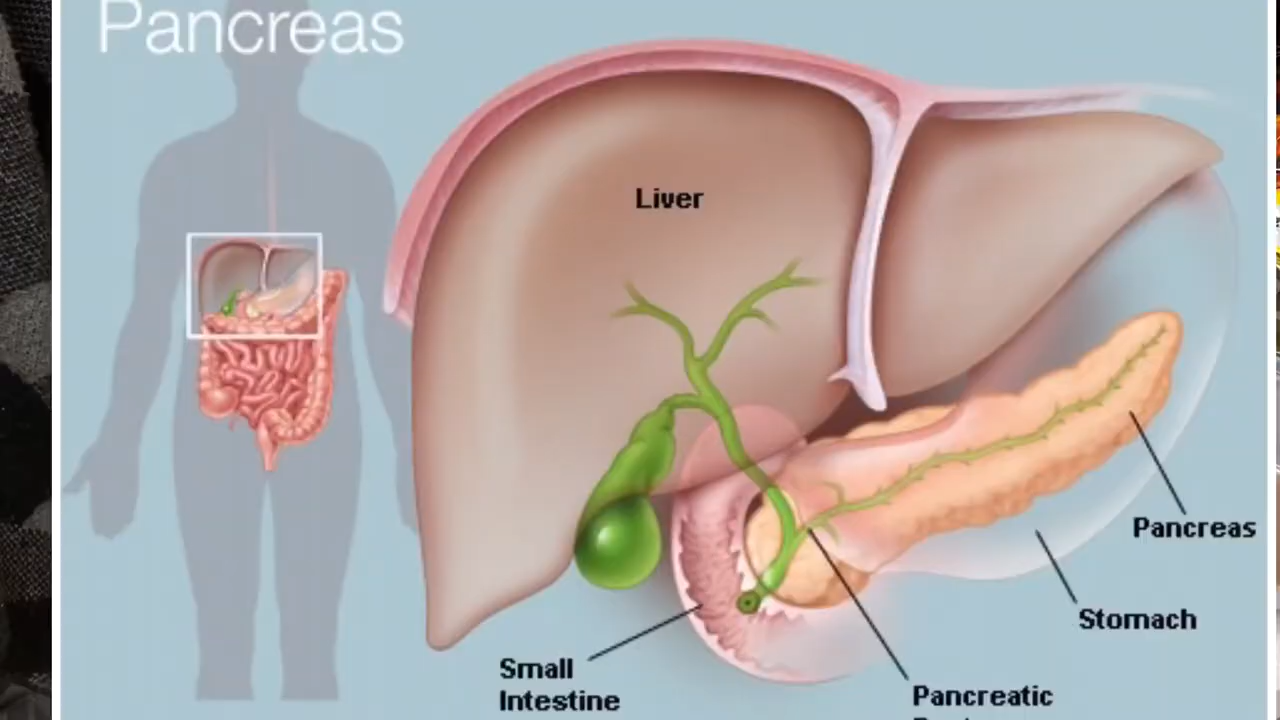 Pancreas
Liver
Pancreas
Stomach
Small
Intestine
Pancreatic